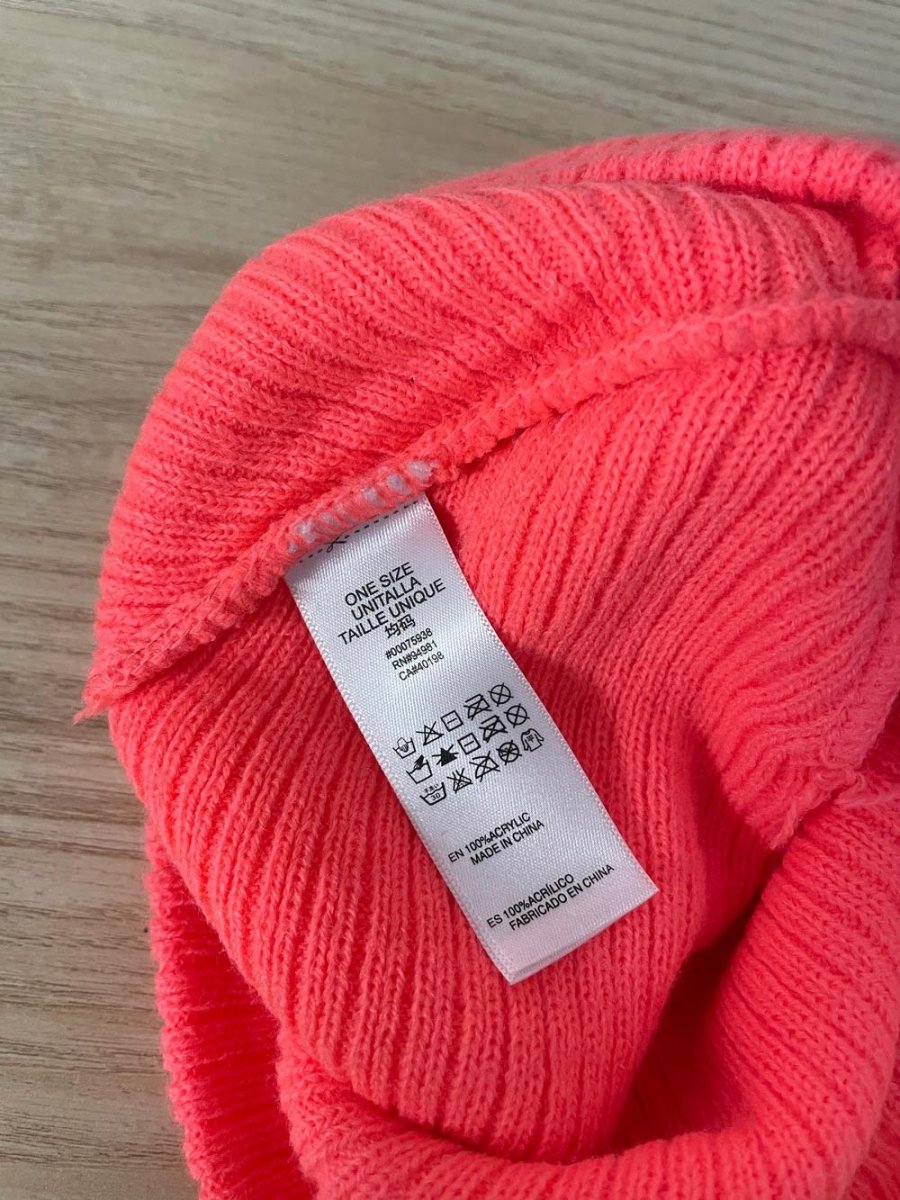 ONE SIZE
UNITALLA
TAILLE UNIQUE
均码
#00075938
RN#94981
CA#40198
30
EN 100%ACRYLIC
MADE IN CHINA
ES 100%ACRÍLICO
FABRICADO EN CHINA